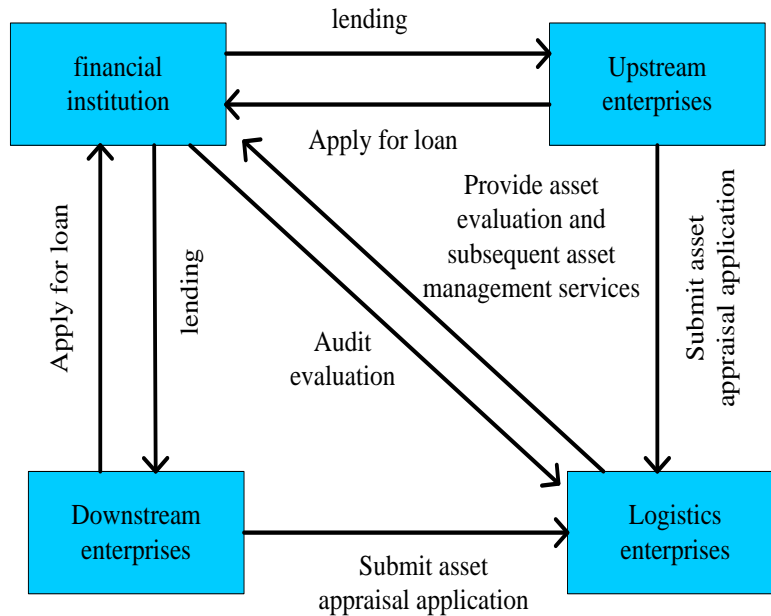 lending
financial
institution
Upstream
enterprises
Apply for loan
Provide asset
evaluation and
subsequent asset
management services
Submit asset
appraisal application
Apply for loan
lending
Audit
evaluation
Downstream
enterprises
Logistics
enterprises
Submit asset
appraisal application